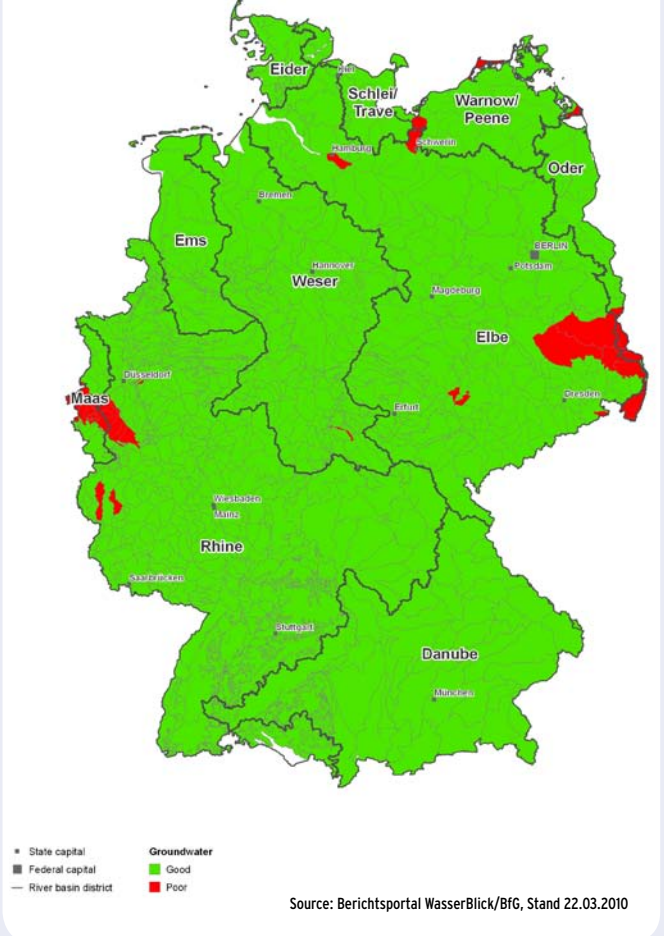 Eider
Kiel
Schlei/
Trave
Warnow/
Peene
Hamburg
Schwerin
Oder
Bremen
Ems
BERLIN
Hannover
Potsdam
Weser
Magdeburg
Elbe
Düsseldorf
Maas
Dresden
Erfurt
Wiesbaden
Mainz
Rhine
Saarbrücken
Stuttgart
Danube
München
State capital
Federal capital
River basin district
Groundwater
Good
Poor
Source: Berichtsportal WasserBlick/BfG, Stand 22.03.2010